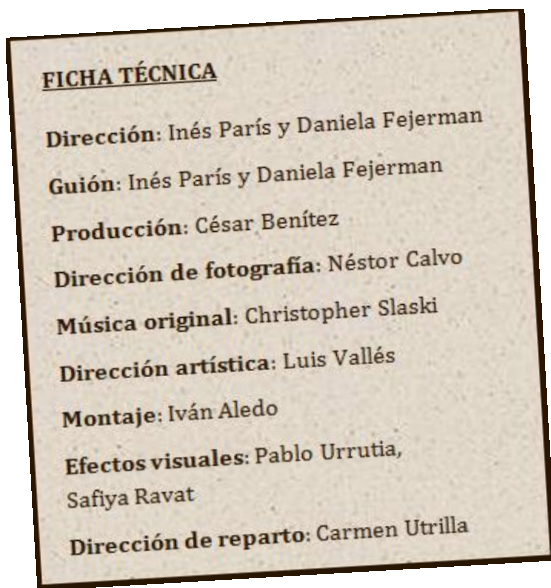 FICHA TÉCNICA
Dirección: Inés París y Daniela Fejerman
Guión: Inés París y Daniela Fejerman
Producción: César Benítez
Dirección de fotografía: Néstor Calvo
Música original: Christopher Slaski
Dirección artística: Luis Vallés
Montaje: Iván Aledo
Efectos visuales: Pablo Urrutia,
Safiya Ravat
Dirección de reparto: Carmen Utrilla